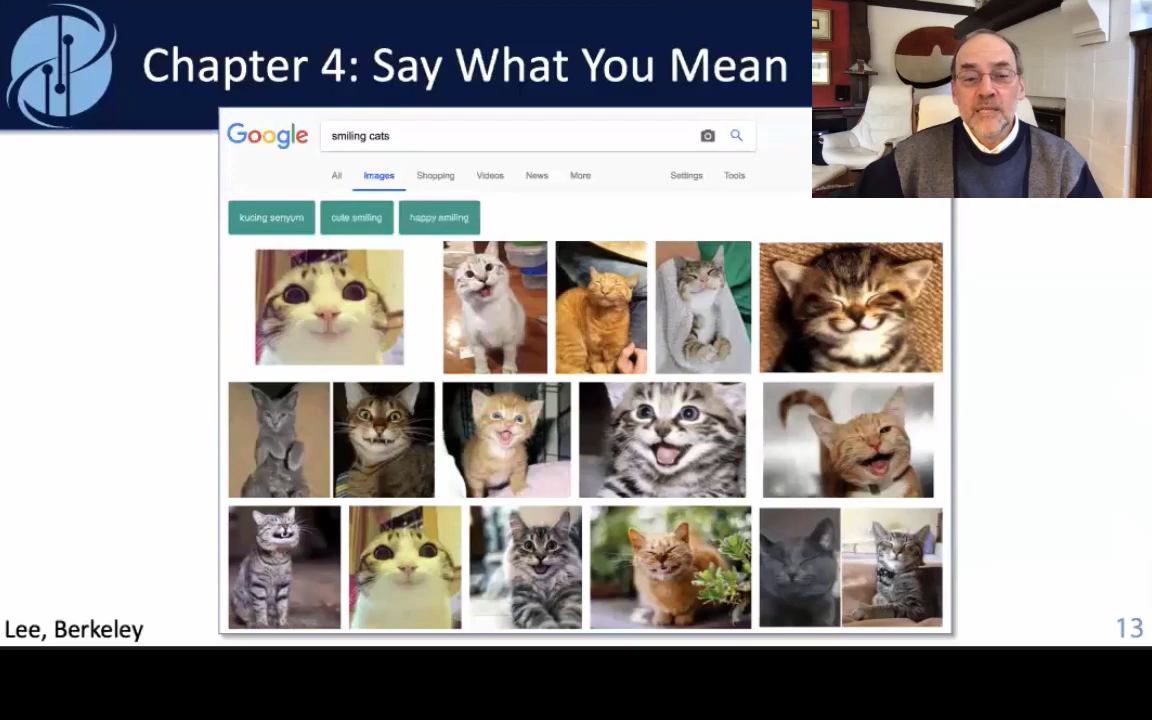 Chapter 4: Say What You Mean
Google
smiling cats
All Images Shopping Videos News More Settings Tools
kucing senyum cute smiling happy smiling
Lee, Berkeley
13